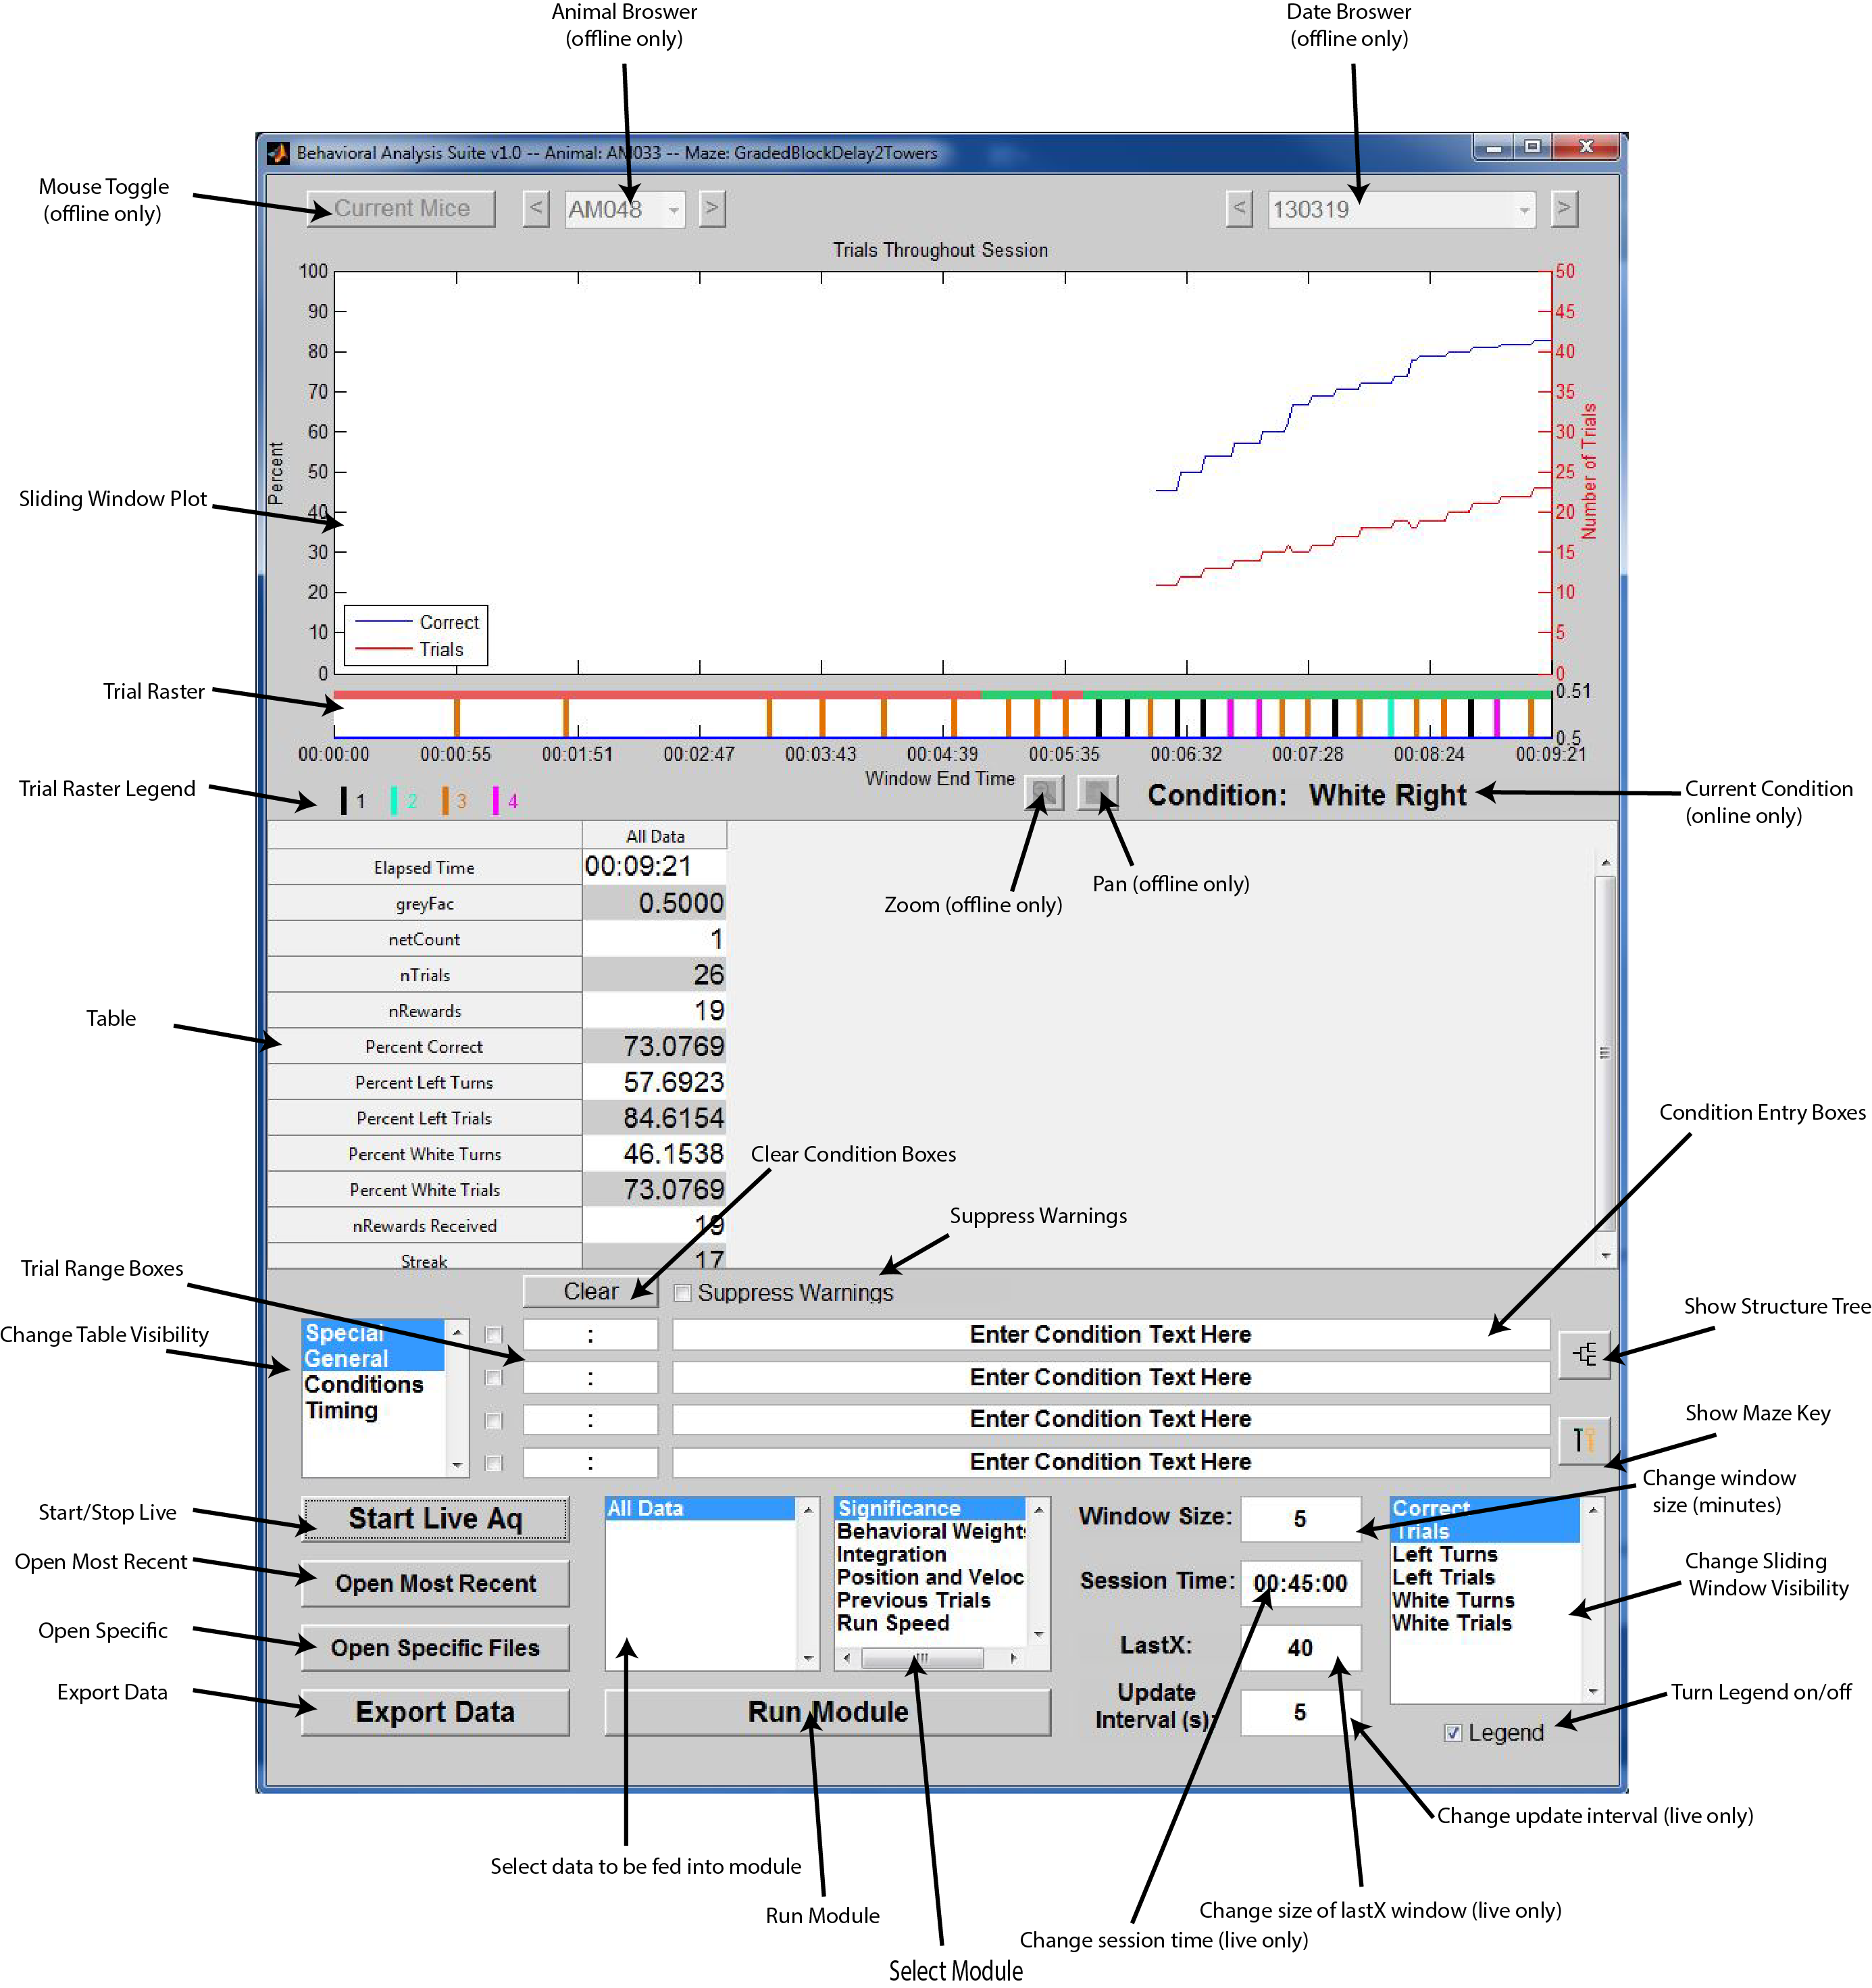 Animal Broswer
(offline only)
Date Broswer
(offline only)
Behavioral Analysis Suite v1.0 -- Animal: AM033 -- Maze: GradedBlockDelay2Towers
Mouse Toggle
(offline only)
Current Mice
<
AM048
>
<
130319
>
Trials Throughout Session
100
90
80
70
60
50
40
30
20
10
0
Percent
50
45
40
35
30
25
20
15
10
5
0
Number of Trials
Sliding Window Plot
Correct
Trials
Trial Raster
0.51
0.5
00:00:00
00:00:55
00:01:51
00:02:47
00:03:43
00:04:39
00:05:35
00:06:32
00:07:28
00:08:24
00:09:21
Window End Time
Trial Raster Legend
1
2
3
4
Condition: White Right
Current Condition
(online only)
Zoom (offline only)
Pan (offline only)
All Data
Elapsed Time 00:09:21
greyFac 0.5000
netCount 1
nTrials 26
nRewards 19
Table
Percent Correct 73.0769
Percent Left Turns 57.6923
Percent Left Trials 84.6154
Percent White Turns 46.1538
Percent White Trials 73.0769
nRewards Received 19
Streak 17
Clear Condition Boxes
Suppress Warnings
Condition Entry Boxes
Trial Range Boxes
Change Table Visibility
Clear
Suppress Warnings
Show Structure Tree
Special
General
Conditions
Timing
: Enter Condition Text Here
: Enter Condition Text Here
: Enter Condition Text Here
: Enter Condition Text Here
Show Maze Key
Change window
size (minutes)
Start/Stop Live
Start Live Aq
Open Most Recent
Open Most Recent
Open Specific
Open Specific Files
Export Data
Export Data
All Data
Significance
Behavioral Weight
Integration
Position and Veloc
Previous Trials
Run Speed
Run Module
Window Size: 5
Session Time: 00:45:00
LastX: 40
Update
Interval (s): 5
Correct
Trials
Left Turns
Left Trials
White Turns
White Trials
Change Sliding
Window Visibility
Turn Legend on/off
Legend
Change update interval (live only)
Select data to be fed into module
Run Module
Change size of lastX window (live only)
Change session time (live only)
Select Module